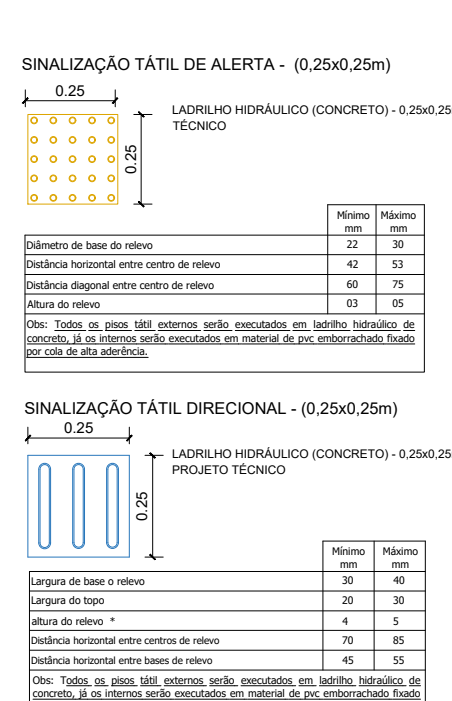 SINALIZAÇÃO TÁTIL DE ALERTA - (0,25x0,25m)
0.25
LADRILHO HIDRÁULICO (CONCRETO) - 0,25x0,25
TÉCNICO
0.25
Mínimo mm Máximo mm
Diâmetro de base do relevo 22 30
Distância horizontal entre centro de relevo 42 53
Distância diagonal entre centro de relevo 60 75
Altura do relevo 03 05
Obs: Todos os pisos tátil externos serão executados em ladrilho hidráulico de
concreto, já os internos serão executados em material de pvc emborrachado fixado
por cola de alta aderência.
SINALIZAÇÃO TÁTIL DIRECIONAL - (0,25x0,25m)
0.25
LADRILHO HIDRÁULICO (CONCRETO) - 0,25x0,25
PROJETO TÉCNICO
0.25
Mínimo mm Máximo mm
Largura de base o relevo 30 40
Largura do topo 20 30
altura do relevo * 4 5
Distância horizontal entre centros de relevo 70 85
Distância horizontal entre bases de relevo 45 55
Obs: Todos os pisos tátil externos serão executados em ladrilho hidráulico de
concreto, já os internos serão executados em material de pvc emborrachado fixado